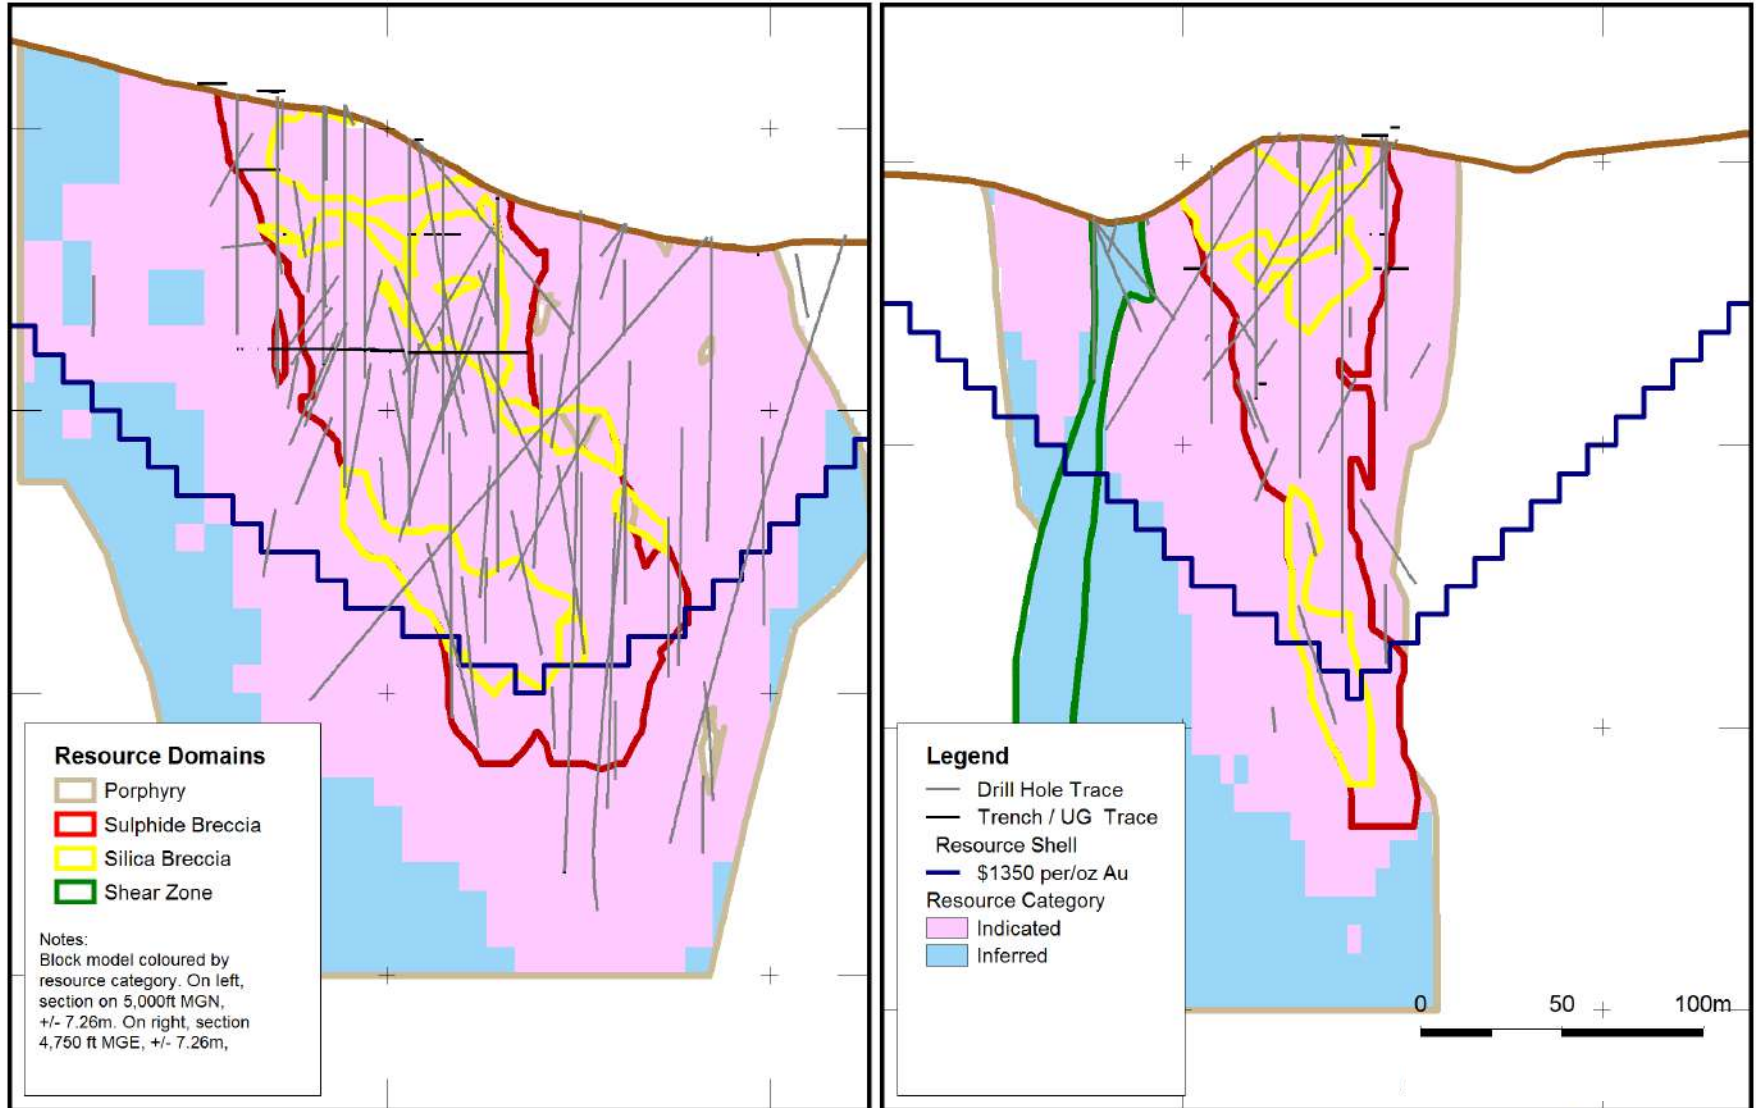 Resource Domains
Porphyry
Sulphide Breccia
Silica Breccia
Shear Zone
Notes:
Block model coloured by
resource category. On left,
section on 5,000ft MGN,
+/- 7.26m. On right, section
4,750 ft MGE, +/- 7.26m,
Legend
Drill Hole Trace
Trench / UG Trace
Resource Shell
$1350 per/oz Au
Resource Category
Indicated
Inferred
0 50 100m